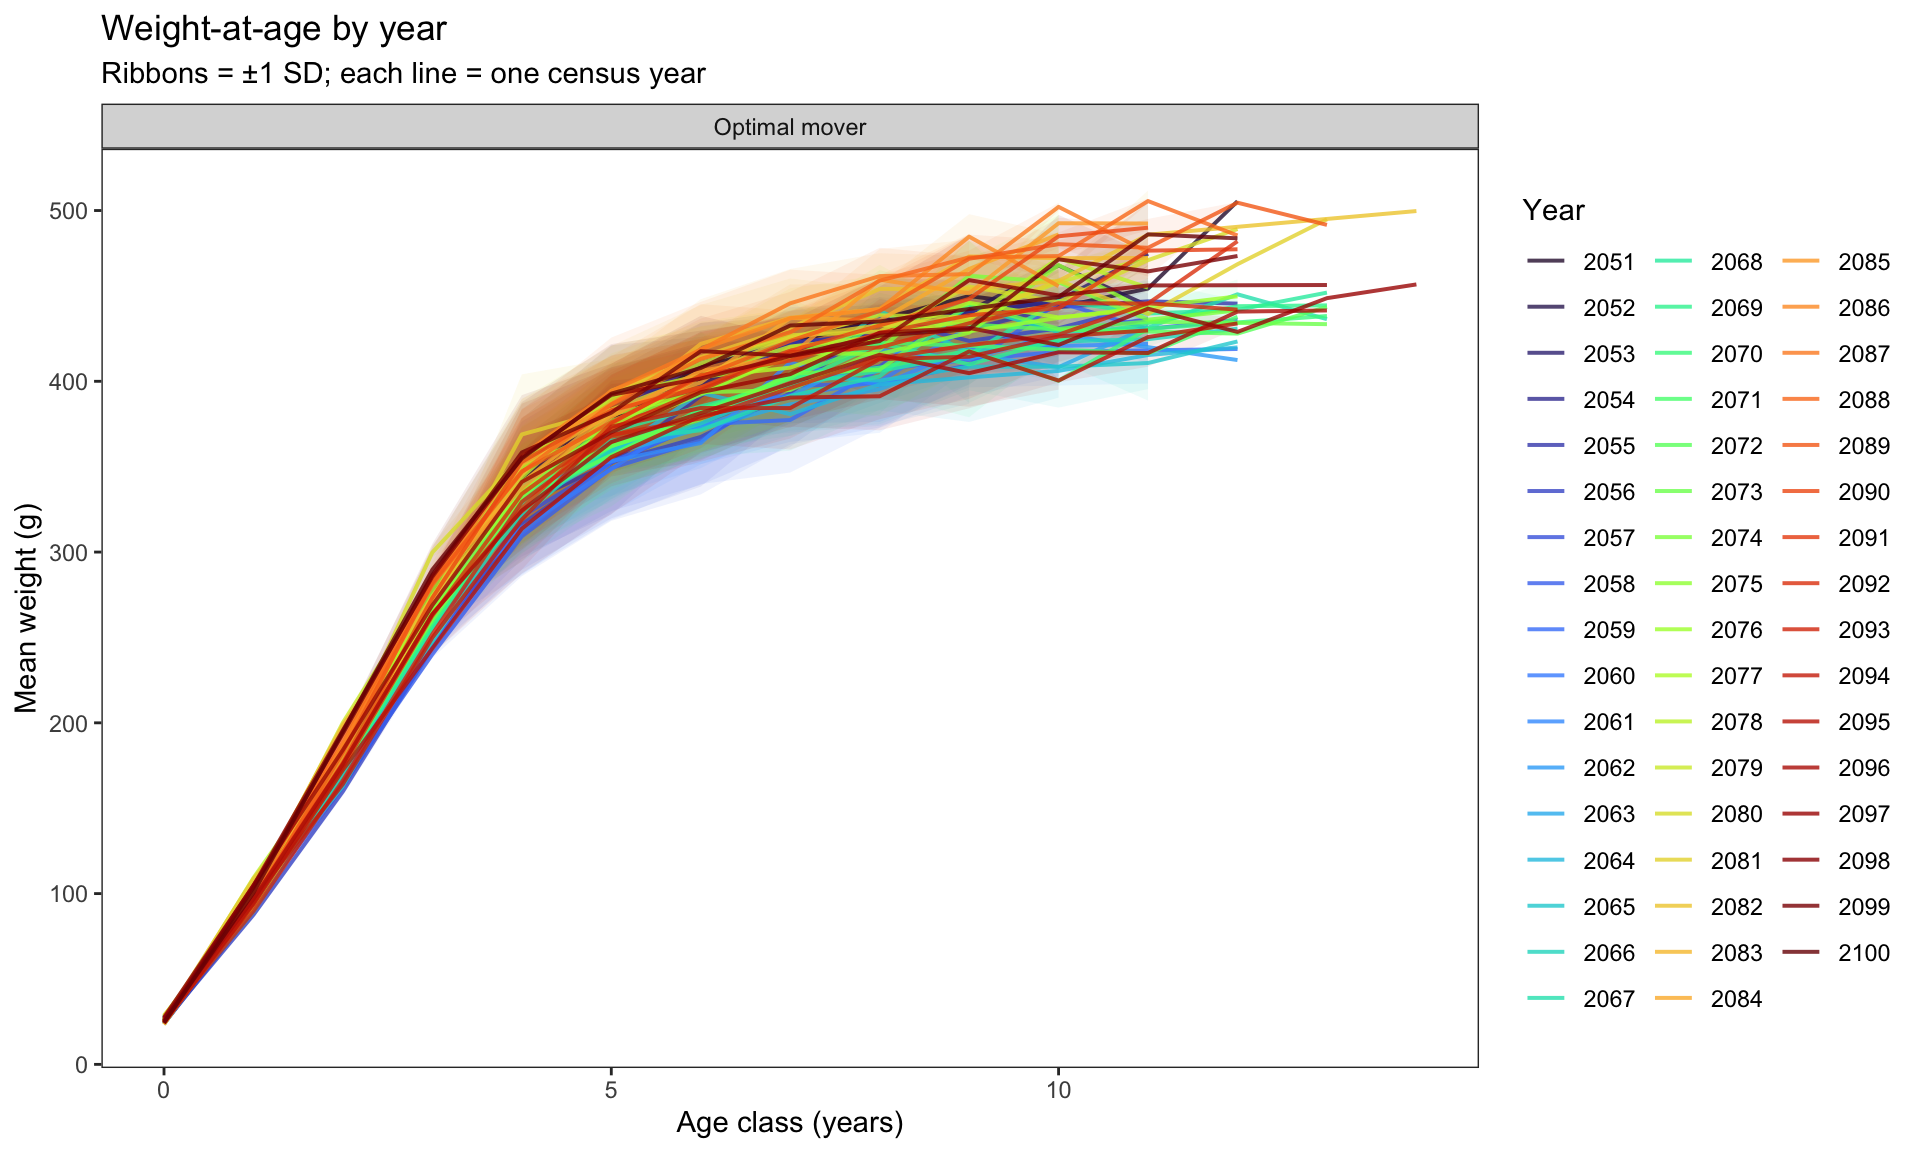 Weight-at-age by year
Ribbons = ±1 SD; each line = one census year
Optimal mover
Mean weight (g)
500
400
300
200
100
0
0 5 10
Age class (years)
Year
2051 2068 2085
2052 2069 2086
2053 2070 2087
2054 2071 2088
2055 2072 2089
2056 2073 2090
2057 2074 2091
2058 2075 2092
2059 2076 2093
2060 2077 2094
2061 2078 2095
2062 2079 2096
2063 2080 2097
2064 2081 2098
2065 2082 2099
2066 2083 2100
2067 2084